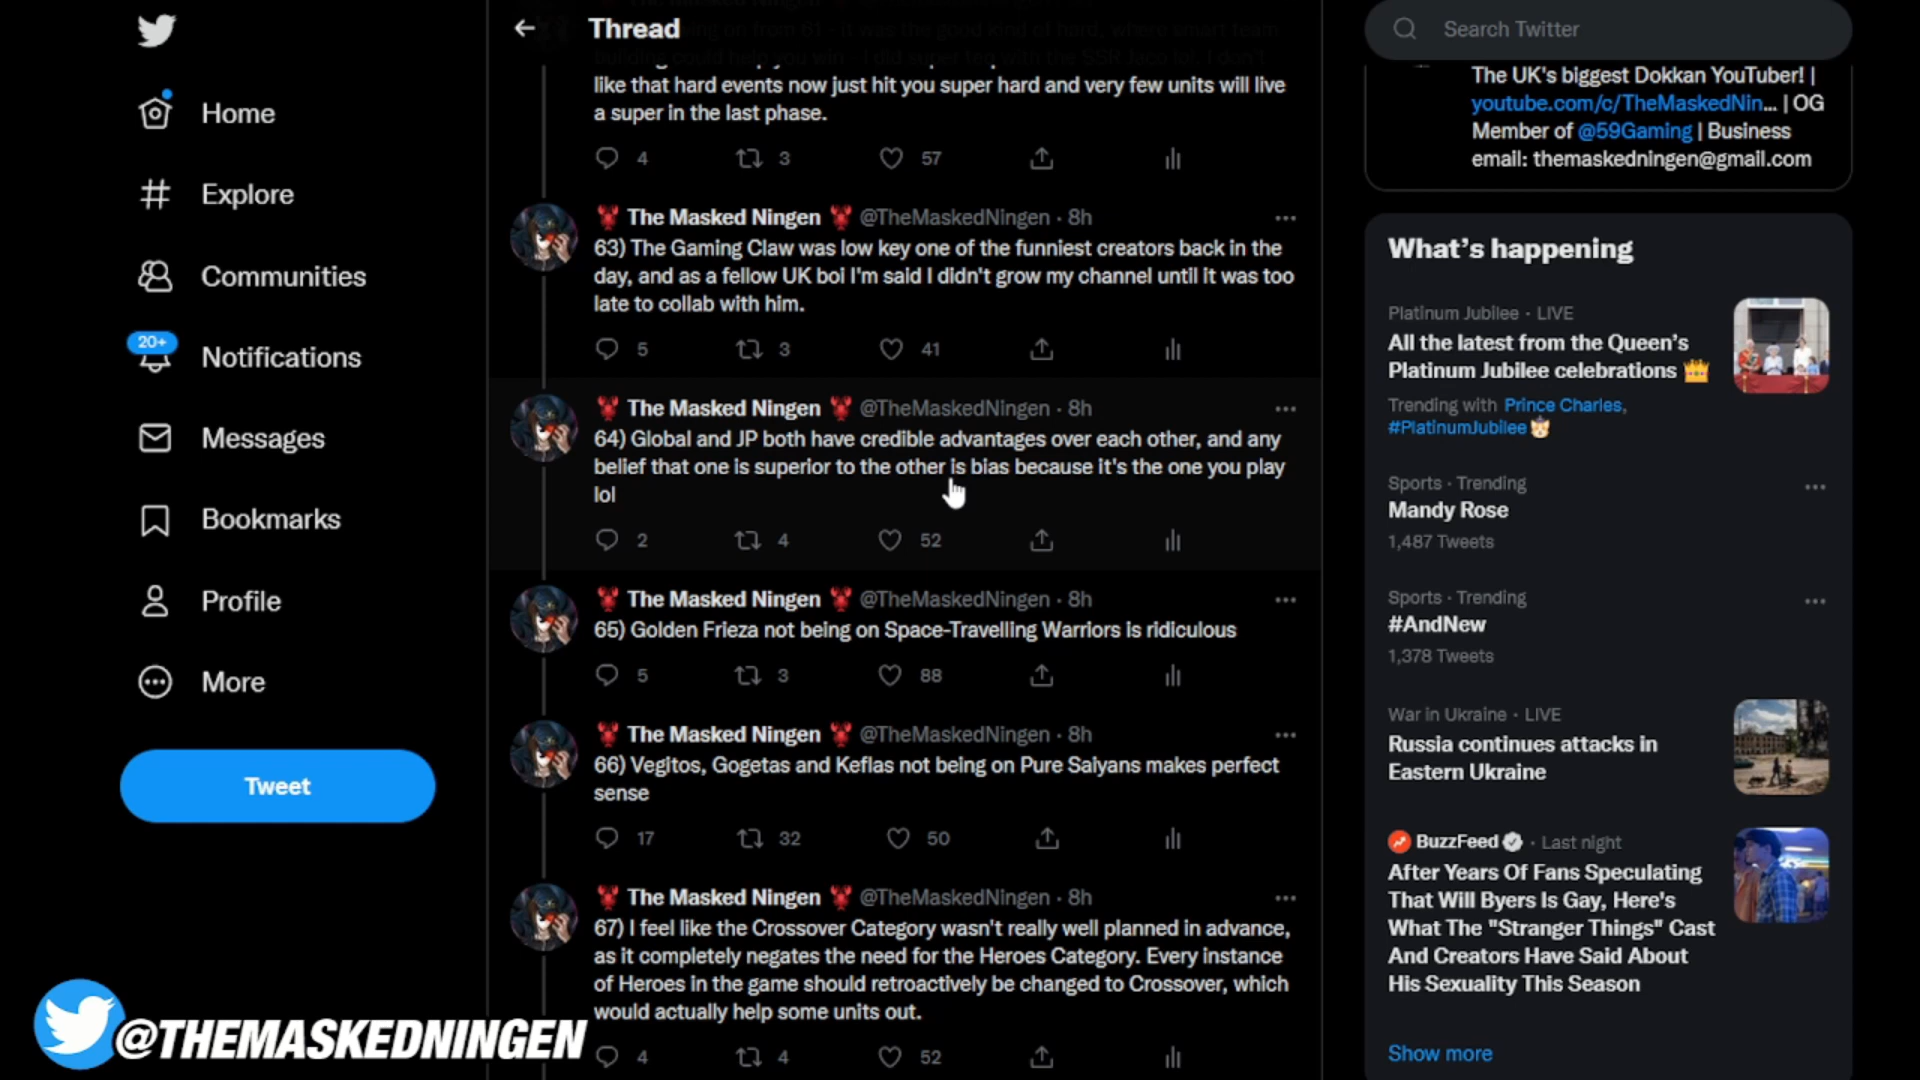 Home
Explore
Communities
20+
Notifications
Messages
Bookmarks
Profile
More
Tweet
@THEMASKEDNINGEN
Thread
like that hard events now just hit you super hard and very few units will live
a super in the last phase.
4 3 57
The Masked Ningen @TheMaskedNingen · 8h
63) The Gaming Claw was low key one of the funniest creators back in the
day, and as a fellow UK boi I'm said I didn't grow my channel until it was too
late to collab with him.
5 3 41
The Masked Ningen @TheMaskedNingen · 8h
64) Global and JP both have credible advantages over each other, and any
belief that one is superior to the other is bias because it's the one you play
lol
2 4 52
The Masked Ningen @TheMaskedNingen · 8h
65) Golden Frieza not being on Space-Travelling Warriors is ridiculous
5 3 88
The Masked Ningen @TheMaskedNingen · 8h
66) Vegitos, Gogetas and Keflas not being on Pure Saiyans makes perfect
sense
17 32 50
The Masked Ningen @TheMaskedNingen · 8h
67) I feel like the Crossover Category wasn't really well planned in advance,
as it completely negates the need for the Heroes Category. Every instance
of Heroes in the game should retroactively be changed to Crossover, which
would actually help some units out.
4 4 52
Search Twitter
The UK's biggest Dokkan YouTuber! |
youtube.com/c/TheMaskedNin... | OG
Member of @59Gaming | Business
email: themaskedningen@gmail.com
What's happening
Platinum Jubilee · LIVE
All the latest from the Queen's
Platinum Jubilee celebrations
Trending with Prince Charles,
#PlatinumJubilee
Sports · Trending
Mandy Rose
1,487 Tweets
Sports · Trending
#AndNew
1,378 Tweets
War in Ukraine · LIVE
Russia continues attacks in
Eastern Ukraine
BuzzFeed · Last night
After Years Of Fans Speculating
That Will Byers Is Gay, Here's
What The "Stranger Things" Cast
And Creators Have Said About
His Sexuality This Season
Show more